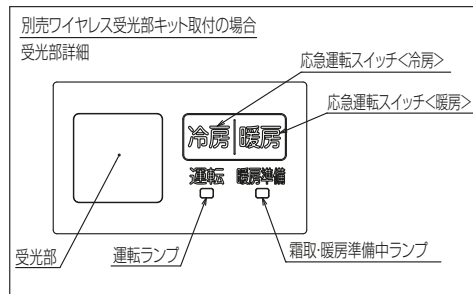 別売ワイヤレス受光部キット取付の場合
受光部詳細
応急運転スイッチ<冷房>
応急運転スイッチ<暖房>
冷房 暖房
運転 暖房準備
受光部
運転ランプ
霜取・暖房準備中ランプ